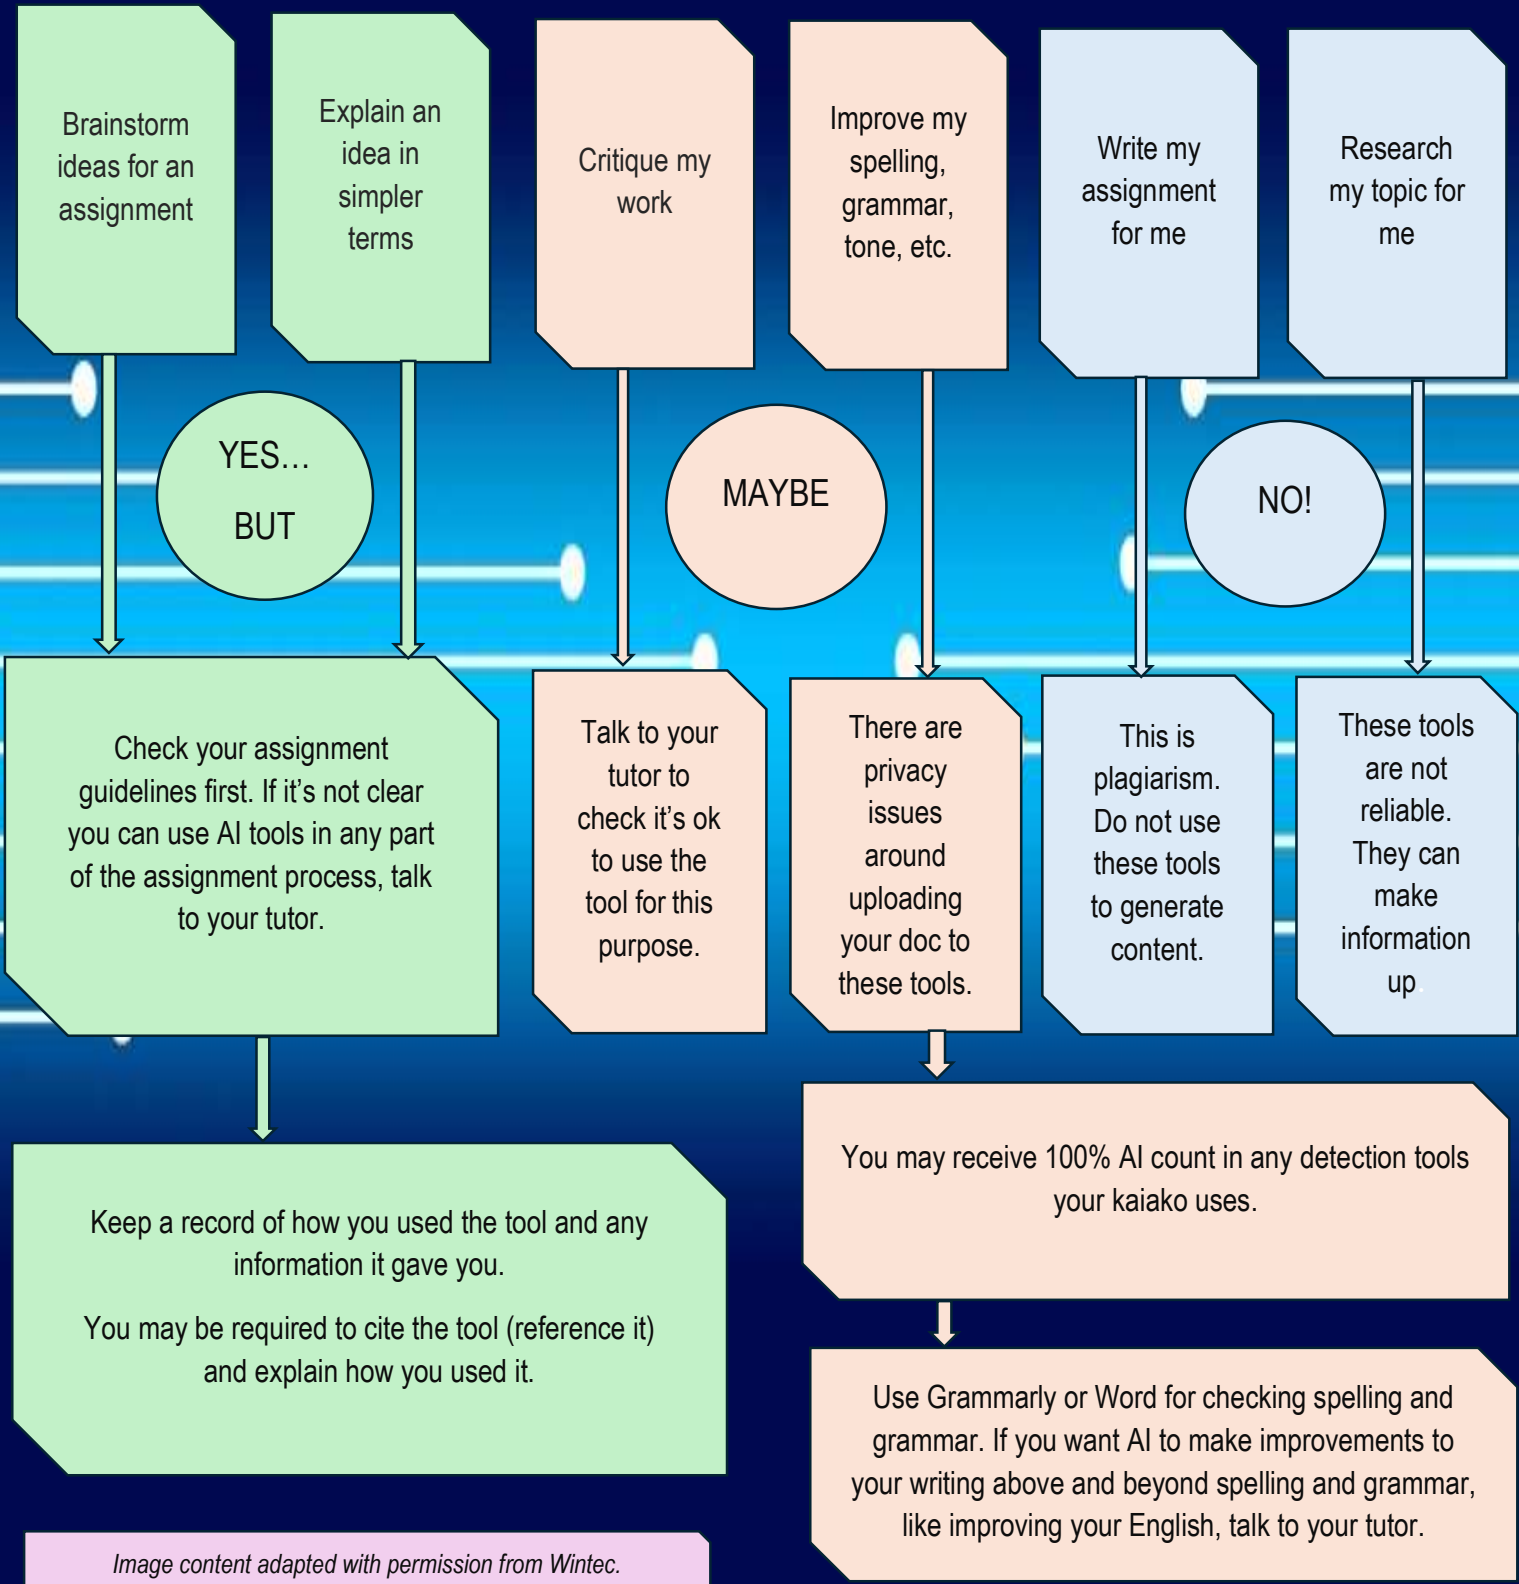 Brainstorm
ideas for an
assignment
Explain an
idea in
simpler
terms
Critique my
work
Improve my
spelling,
grammar,
tone, etc.
Write my
assignment
for me
Research
my topic for
me
YES…
BUT
MAYBE
NO!
Check your assignment
guidelines first. If it’s not clear
you can use AI tools in any part
of the assignment process, talk
to your tutor.
Talk to your
tutor to
check it’s ok
to use the
tool for this
purpose.
There are
privacy
issues
around
uploading
your doc to
these tools.
This is
plagiarism.
Do not use
these tools
to generate
content.
These tools
are not
reliable.
They can
make
information
up.
Keep a record of how you used the tool and any
information it gave you.
You may be required to cite the tool (reference it)
and explain how you used it.
You may receive 100% AI count in any detection tools
your kaiako uses.
Use Grammarly or Word for checking spelling and
grammar. If you want AI to make improvements to
your writing above and beyond spelling and grammar,
like improving your English, talk to your tutor.
Image content adapted with permission from Wintec.